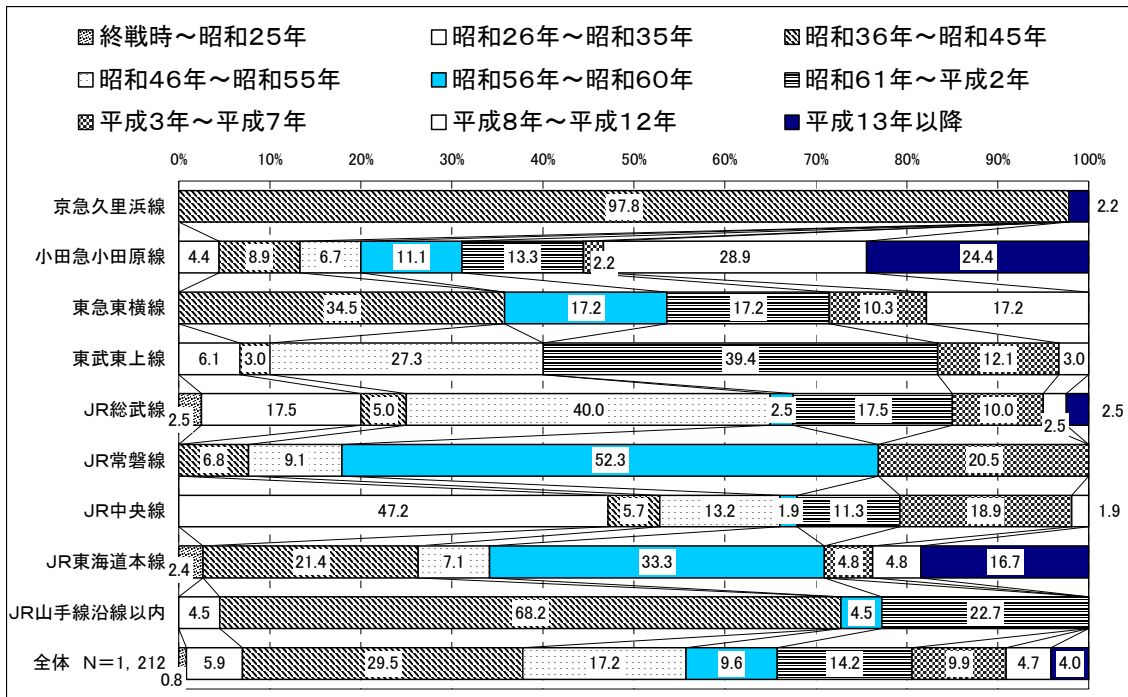 終戦時～昭和25年 昭和26年～昭和35年 昭和36年～昭和45年
昭和46年～昭和55年 昭和56年～昭和60年 昭和61年～平成2年
平成3年～平成7年 平成8年～平成12年 平成13年以降
0% 10% 20% 30% 40% 50% 60% 70% 80% 90% 100%
京急久里浜線 97.8 2.2
小田急小田原線 4.4 8.9 6.7 11.1 13.3 2.2 28.9 24.4
東急東横線 34.5 17.2 17.2 10.3 17.2
東武東上線 6.1 3.0 27.3 39.4 12.1 3.0
JR総武線 2.5 17.5 5.0 40.0 2.5 17.5 10.0 2.5 2.5
JR常磐線 6.8 9.1 52.3 20.5
JR中央線 47.2 5.7 13.2 1.9 11.3 18.9 1.9
JR東海道本線 2.4 21.4 7.1 33.3 4.8 4.8 16.7
JR山手線沿線以内 4.5 68.2 4.5 22.7
全体 N＝1,212 0.8 5.9 29.5 17.2 9.6 14.2 9.9 4.7 4.0